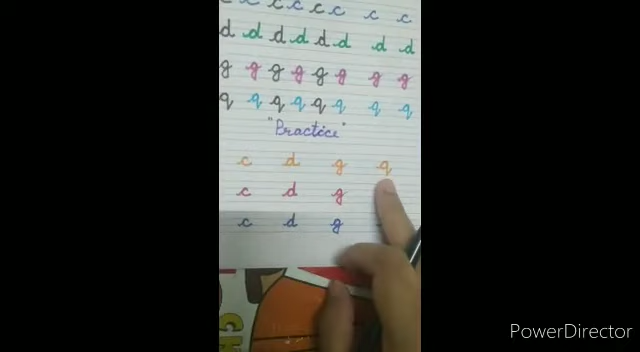 c c c c c c c
d d d d d d d d
g g g g g g g g
q q q q q q q q
"Practice"
c d g q
c d g
c d g
PowerDirector